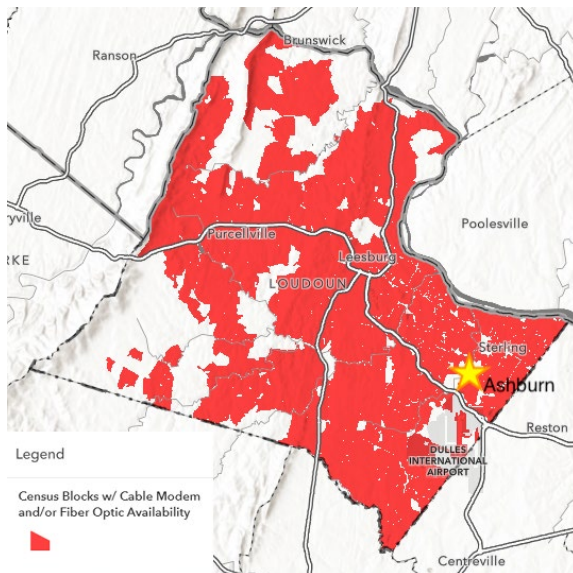 Brunswick
Ranson
ryville
Poolesville
RKE
Purcellville
Leesburg
LOUDOUN
Sterling
Ashburn
Reston
DULLES
INTERNATIONAL
AIRPORT
Legend
Census Blocks w/ Cable Modem
and/or Fiber Optic Availability
Centreville